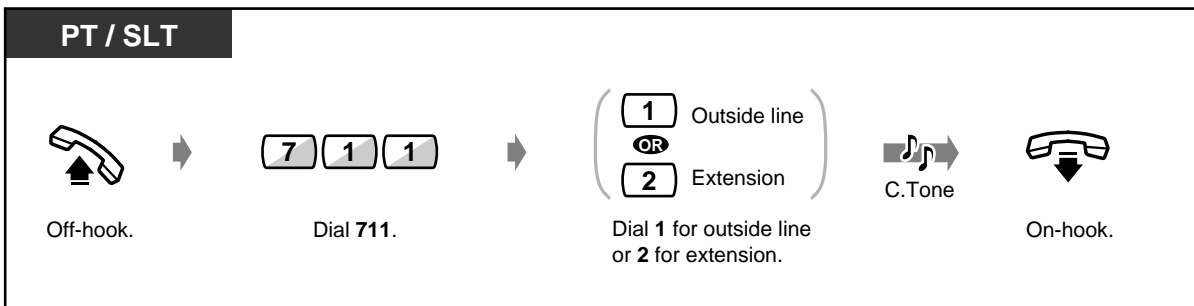 PT / SLT
7 1 1
1 Outside line
OR
2 Extension
C.Tone
Off-hook.
Dial 711.
Dial 1 for outside line
or 2 for extension.
On-hook.